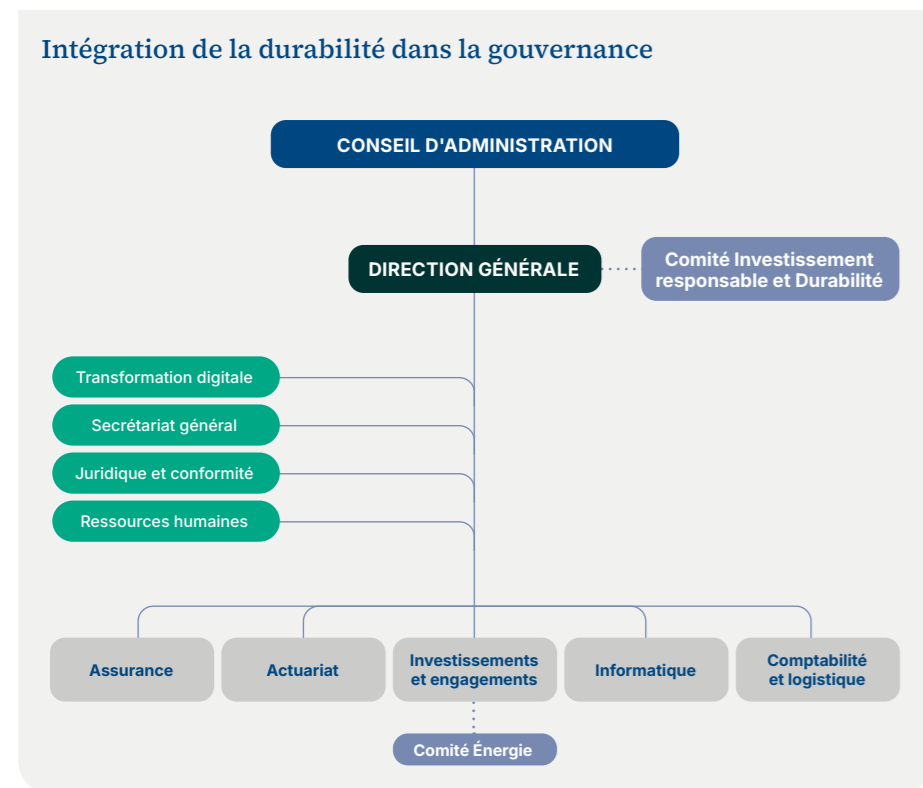 Intégration de la durabilité dans la gouvernance
CONSEIL D'ADMINISTRATION
DIRECTION GÉNÉRALE
Comité Investissement
responsable et Durabilité
Transformation digitale
Secrétariat général
Juridique et conformité
Ressources humaines
Assurance
Actuariat
Investissements
et engagements
Informatique
Comptabilité
et logistique
Comité Énergie